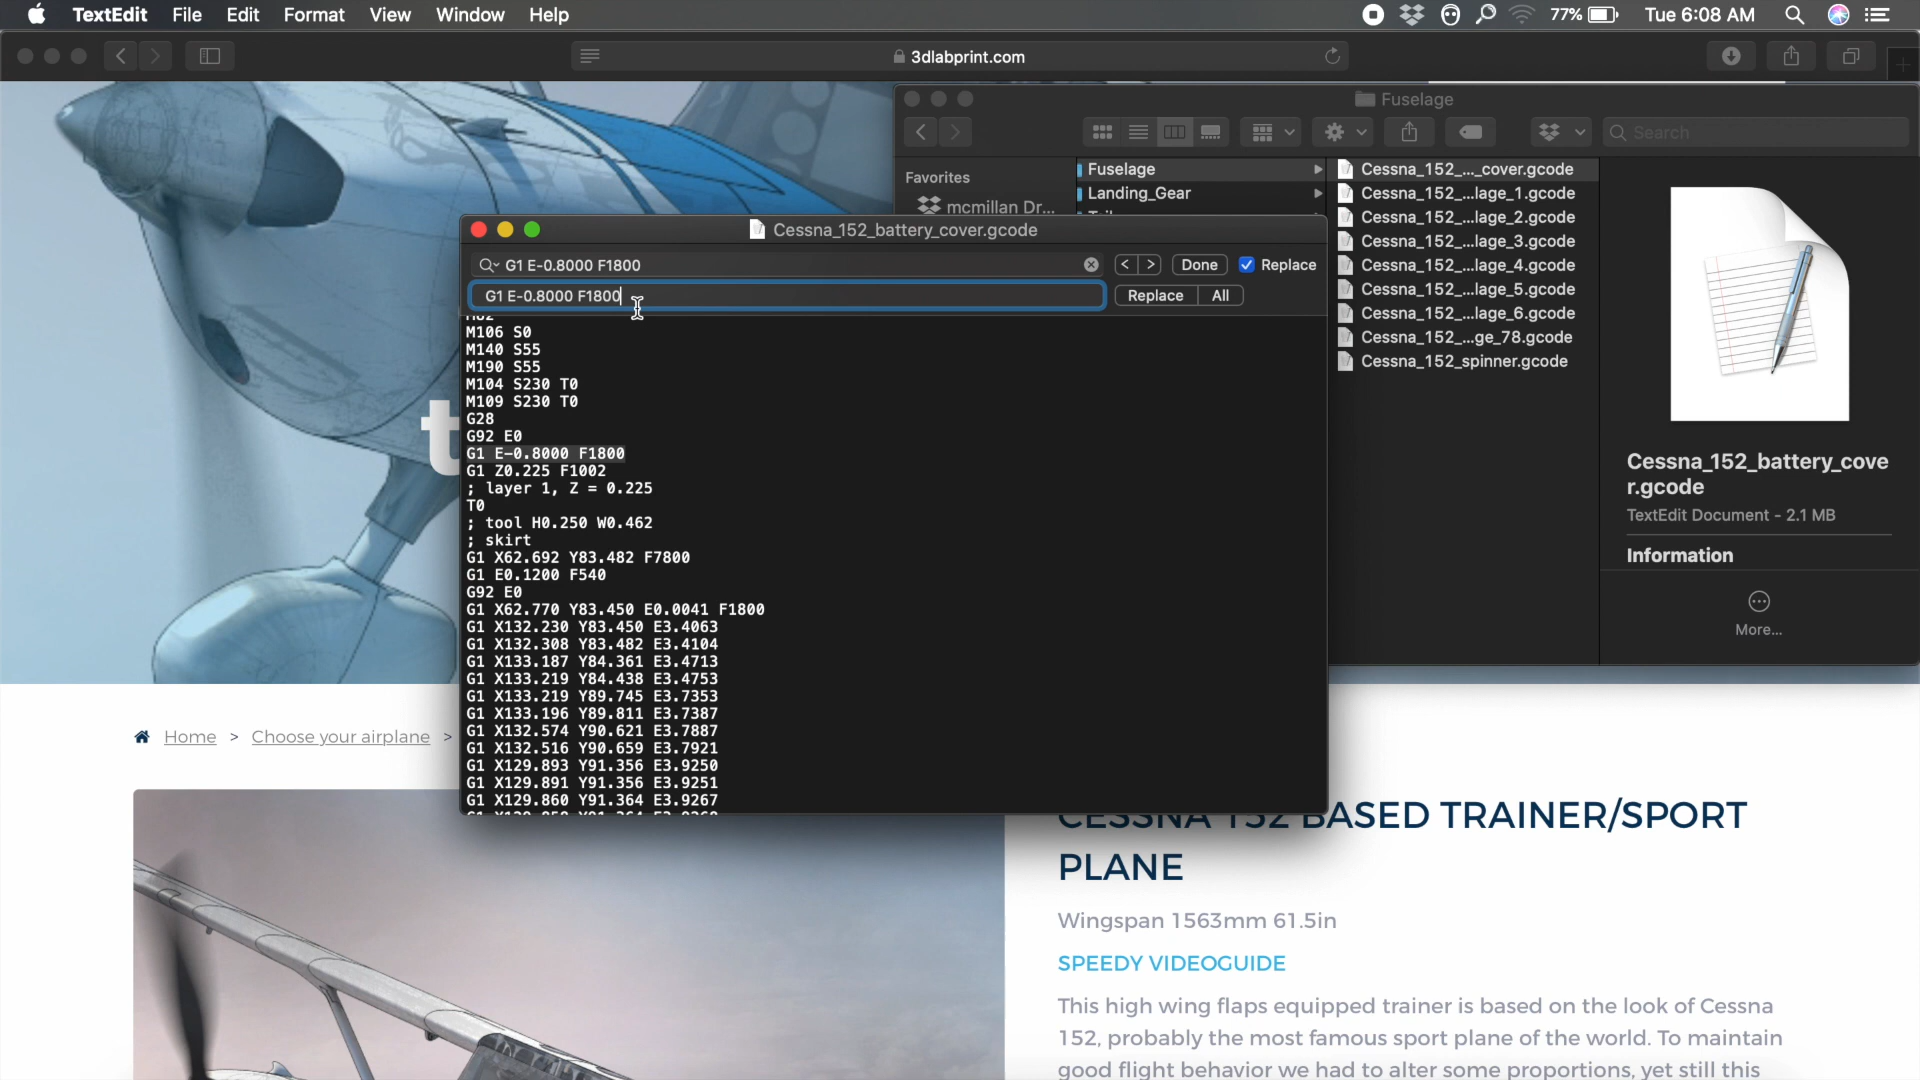 TextEdit File Edit Format View Window Help 77% Tue 6:08 AM
3dlabprint.com
Fuselage
Search
Favorites
mcmillan Dr...
Fuselage
Landing_Gear
Cessna_152_..._cover.gcode
Cessna_152_...lage_1.gcode
Cessna_152_...lage_2.gcode
Cessna_152_...lage_3.gcode
Cessna_152_...lage_4.gcode
Cessna_152_...lage_5.gcode
Cessna_152_...lage_6.gcode
Cessna_152_...ge_78.gcode
Cessna_152_spinner.gcode
Cessna_152_battery_cove
r.gcode
TextEdit Document - 2.1 MB
Information
More...
Cessna_152_battery_cover.gcode
G1 E-0.8000 F1800 Done Replace
G1 E-0.8000 F1800 Replace All
M82
M106 S0
M140 S55
M190 S55
M104 S230 T0
M109 S230 T0
G28
G92 E0
G1 E-0.8000 F1800
G1 Z0.225 F1002
; layer 1, Z = 0.225
T0
; tool H0.250 W0.462
; skirt
G1 X62.692 Y83.482 F7800
G1 E0.1200 F540
G92 E0
G1 X62.770 Y83.450 E0.0041 F1800
G1 X132.230 Y83.450 E3.4063
G1 X132.308 Y83.482 E3.4104
G1 X133.187 Y84.361 E3.4713
G1 X133.219 Y84.438 E3.4753
G1 X133.219 Y89.745 E3.7353
G1 X133.196 Y89.811 E3.7387
G1 X132.574 Y90.621 E3.7887
G1 X132.516 Y90.659 E3.7921
G1 X129.893 Y91.356 E3.9250
G1 X129.891 Y91.356 E3.9251
G1 X129.860 Y91.364 E3.9267
t
Home > Choose your airplane >
CESSNA 152 BASED TRAINER/SPORT
PLANE
Wingspan 1563mm 61.5in
SPEEDY VIDEOGUIDE
This high wing flaps equipped trainer is based on the look of Cessna
152, probably the most famous sport plane of the world. To maintain
good flight behavior we had to alter some proportions, yet still this